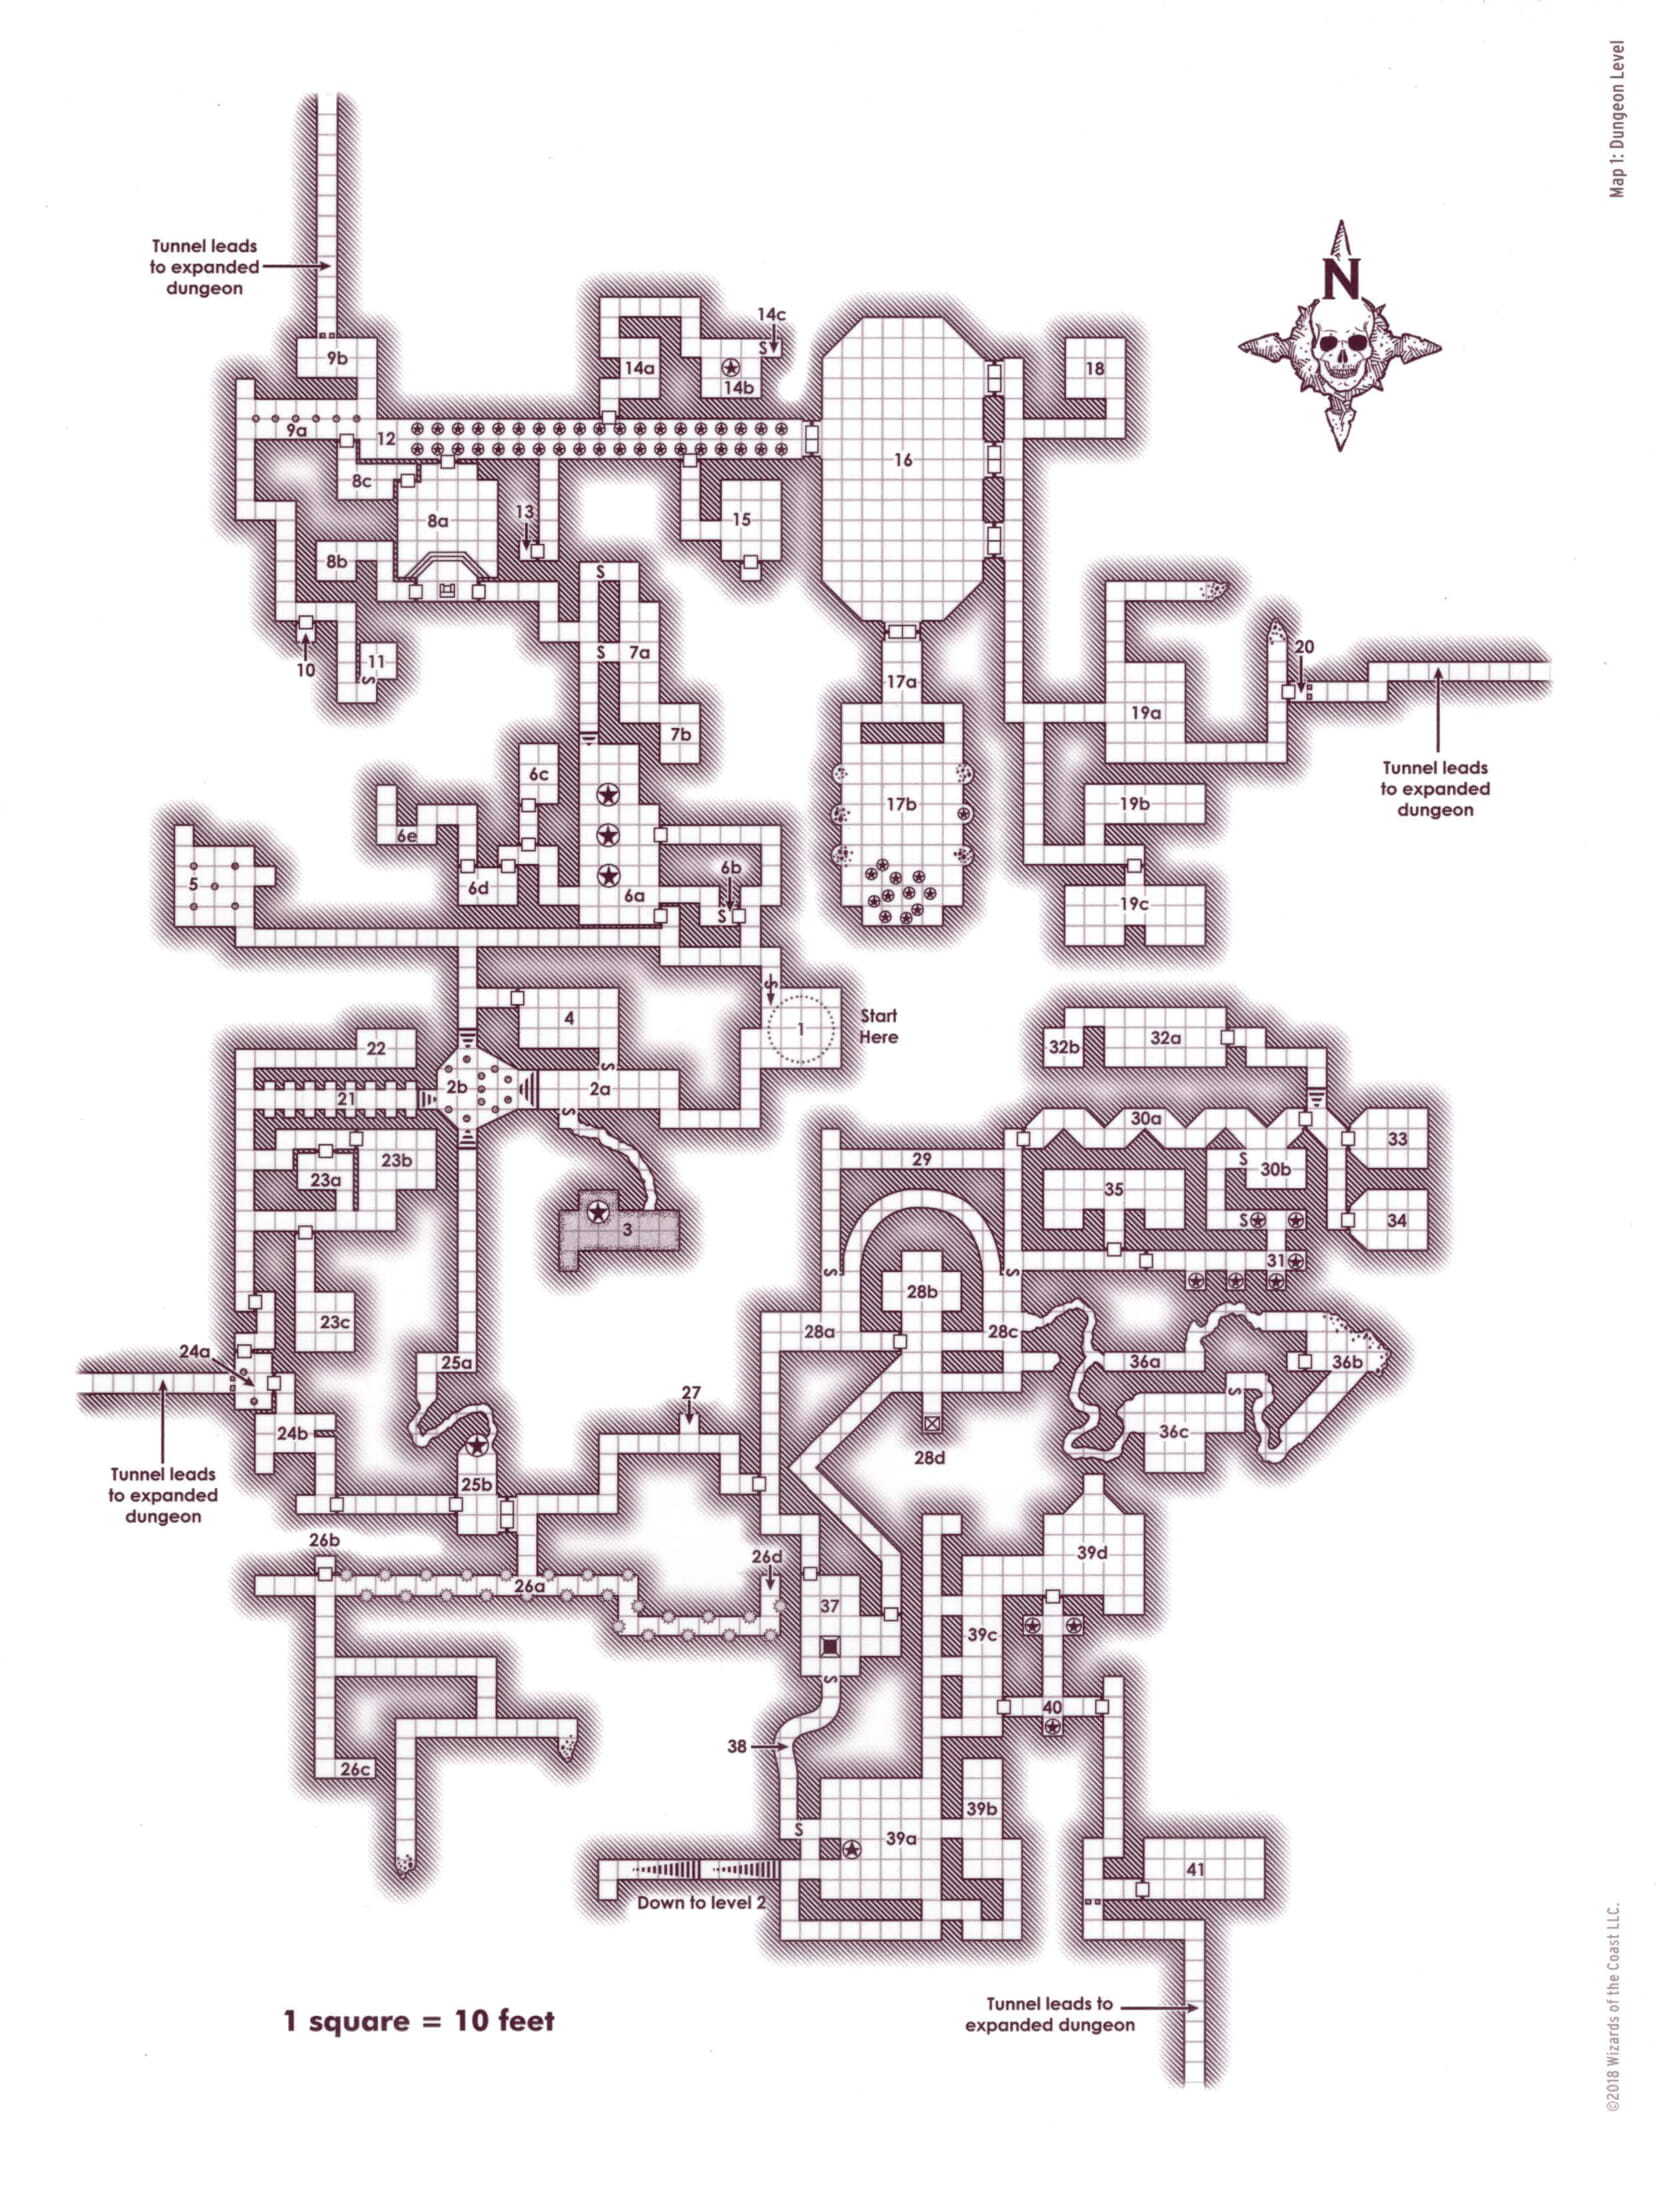 Map 1: Dungeon Level
N
Tunnel leads
to expanded
dungeon
9b
14c
S
14a
14b
18
9a
12
16
8c
8a
13
15
8b
S
10
11
S
S
7a
17a
20
7b
19a
Tunnel leads
to expanded
dungeon
6c
17b
19b
6e
5
6d
6a
6b
S
19c
S
4
1
Start
Here
22
S
32b
32a
2b
2a
21
S
30a
33
23b
29
S
30b
23a
35
3
S
34
31
S
S
28b
23c
28a
28c
24a
25a
36a
36b
27
S
24b
36c
28d
Tunnel leads
to expanded
dungeon
25b
26b
26d
39d
26a
37
39c
S
40
38
26c
39b
S
39a
41
Down to level 2
1 square = 10 feet
Tunnel leads to
expanded dungeon
©2018 Wizards of the Coast LLC.